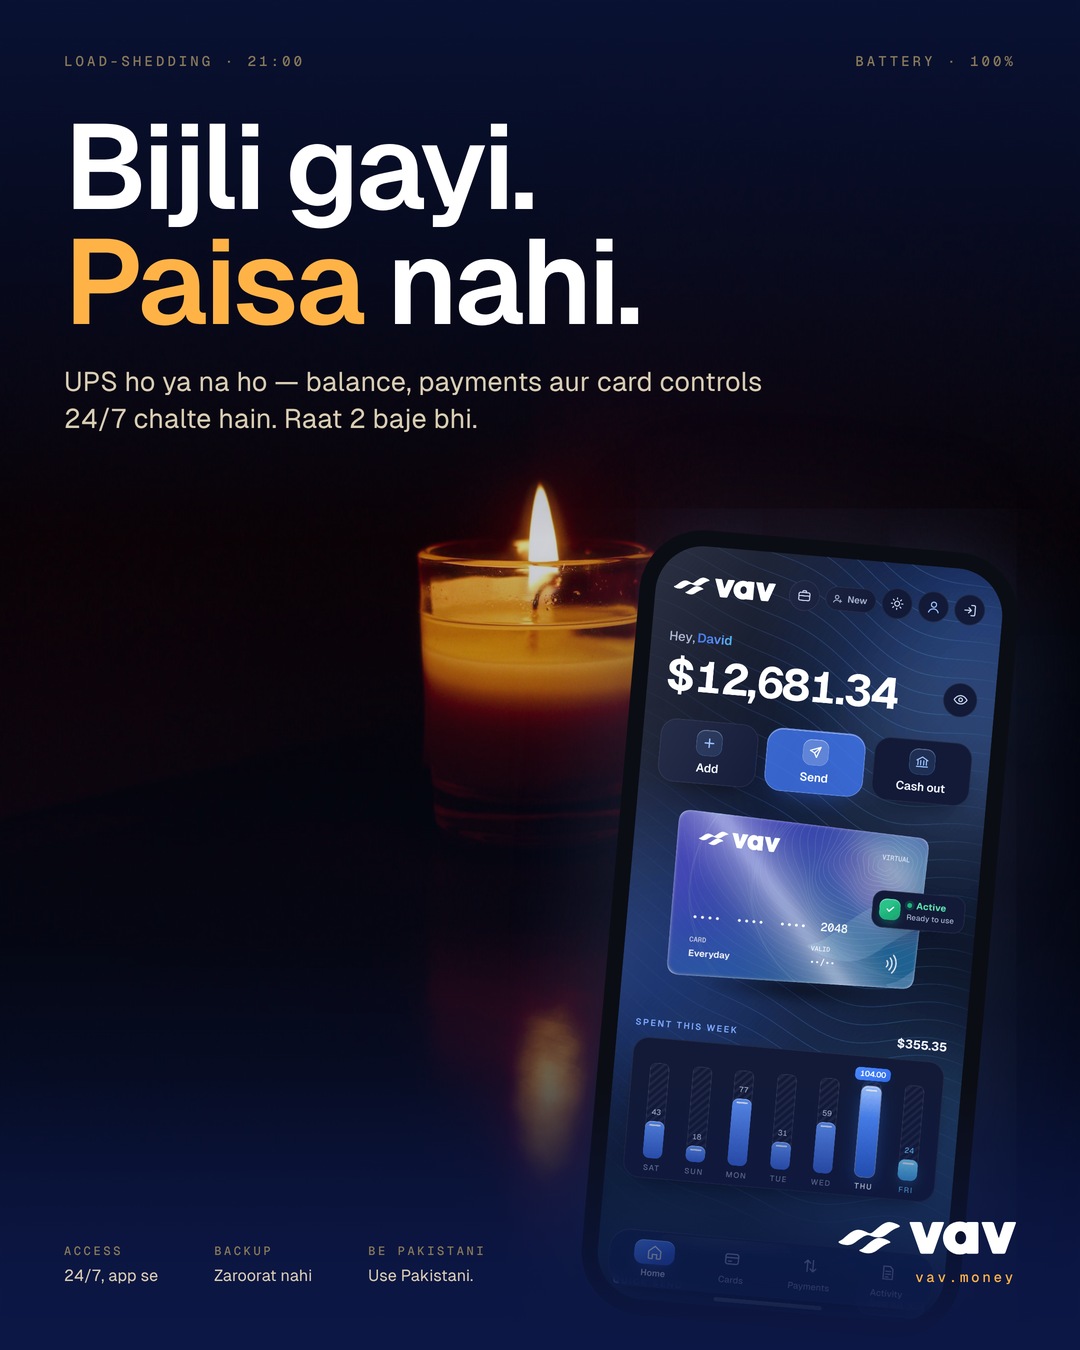 LOAD-SHEDDING · 21:00
BATTERY · 100%
Bijli gayi.
Paisa nahi.
UPS ho ya na ho — balance, payments aur card controls
24/7 chalte hain. Raat 2 baje bhi.
vav
New
Hey, David
$12,681.34
Add
Send
Cash out
vav
VIRTUAL
Active
Ready to use
•••• •••• •••• 2048
CARD
Everyday
VALID
••/••
SPENT THIS WEEK
$355.35
43
18
77
31
59
104.00
24
SAT
SUN
MON
TUE
WED
THU
FRI
Home
Cards
Payments
Activity
ACCESS
24/7, app se
BACKUP
Zaroorat nahi
BE PAKISTANI
Use Pakistani.
vav
vav.money